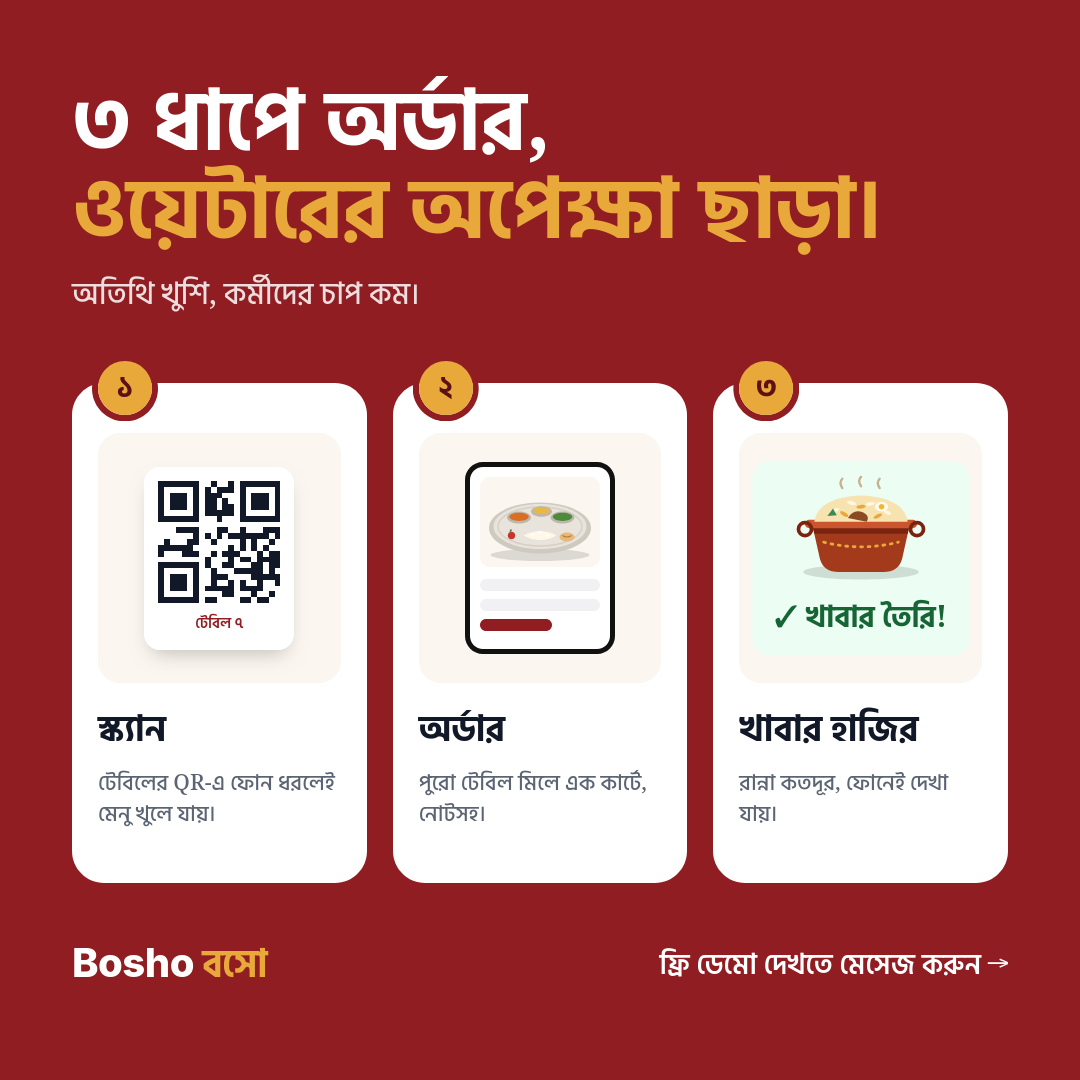 ৩ ধাপে অর্ডার,
ওয়েটারের অপেক্ষা ছাড়া।
অতিথি খুশি, কর্মীদের চাপ কম।
১
টেবিল ৭
স্ক্যান
টেবিলের QR-এ ফোন ধরলেই
মেনু খুলে যায়।
২
অর্ডার
পুরো টেবিল মিলে এক কার্টে,
নোটসহ।
৩
✓ খাবার তৈরি!
খাবার হাজির
রান্না কতদূর, ফোনেই দেখা
যায়।
Bosho বসো
ফ্রি ডেমো দেখতে মেসেজ করুন →